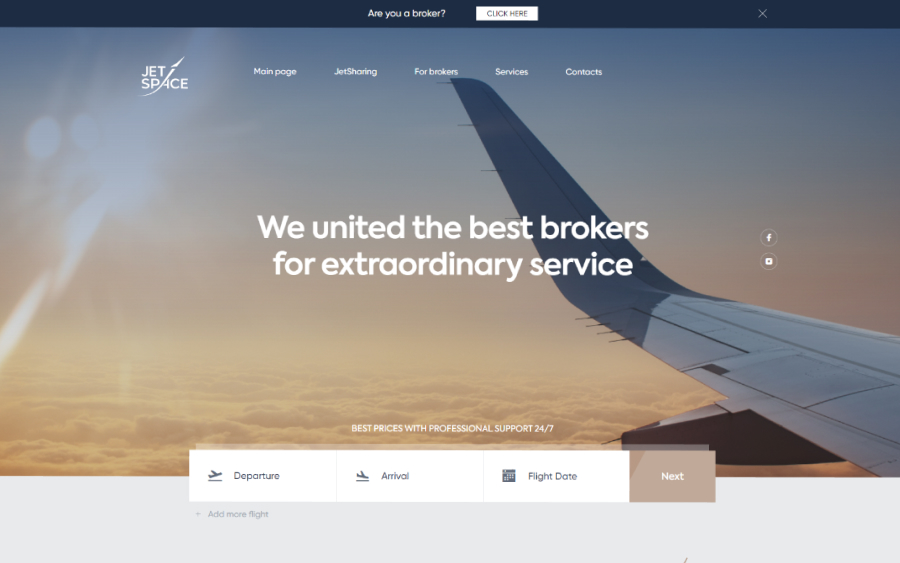 Are you a broker?
CLICK HERE
JET SPACE
Main page
JetSharing
For brokers
Services
Contacts
We united the best brokers
for extraordinary service
BEST PRICES WITH PROFESSIONAL SUPPORT 24/7
Departure
Arrival
Flight Date
Next
+ Add more flight